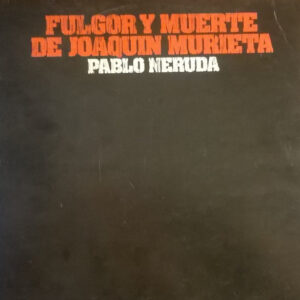 FULGOR Y MUERTE
DE JOAQUIN MURIETA
PABLO NERUDA